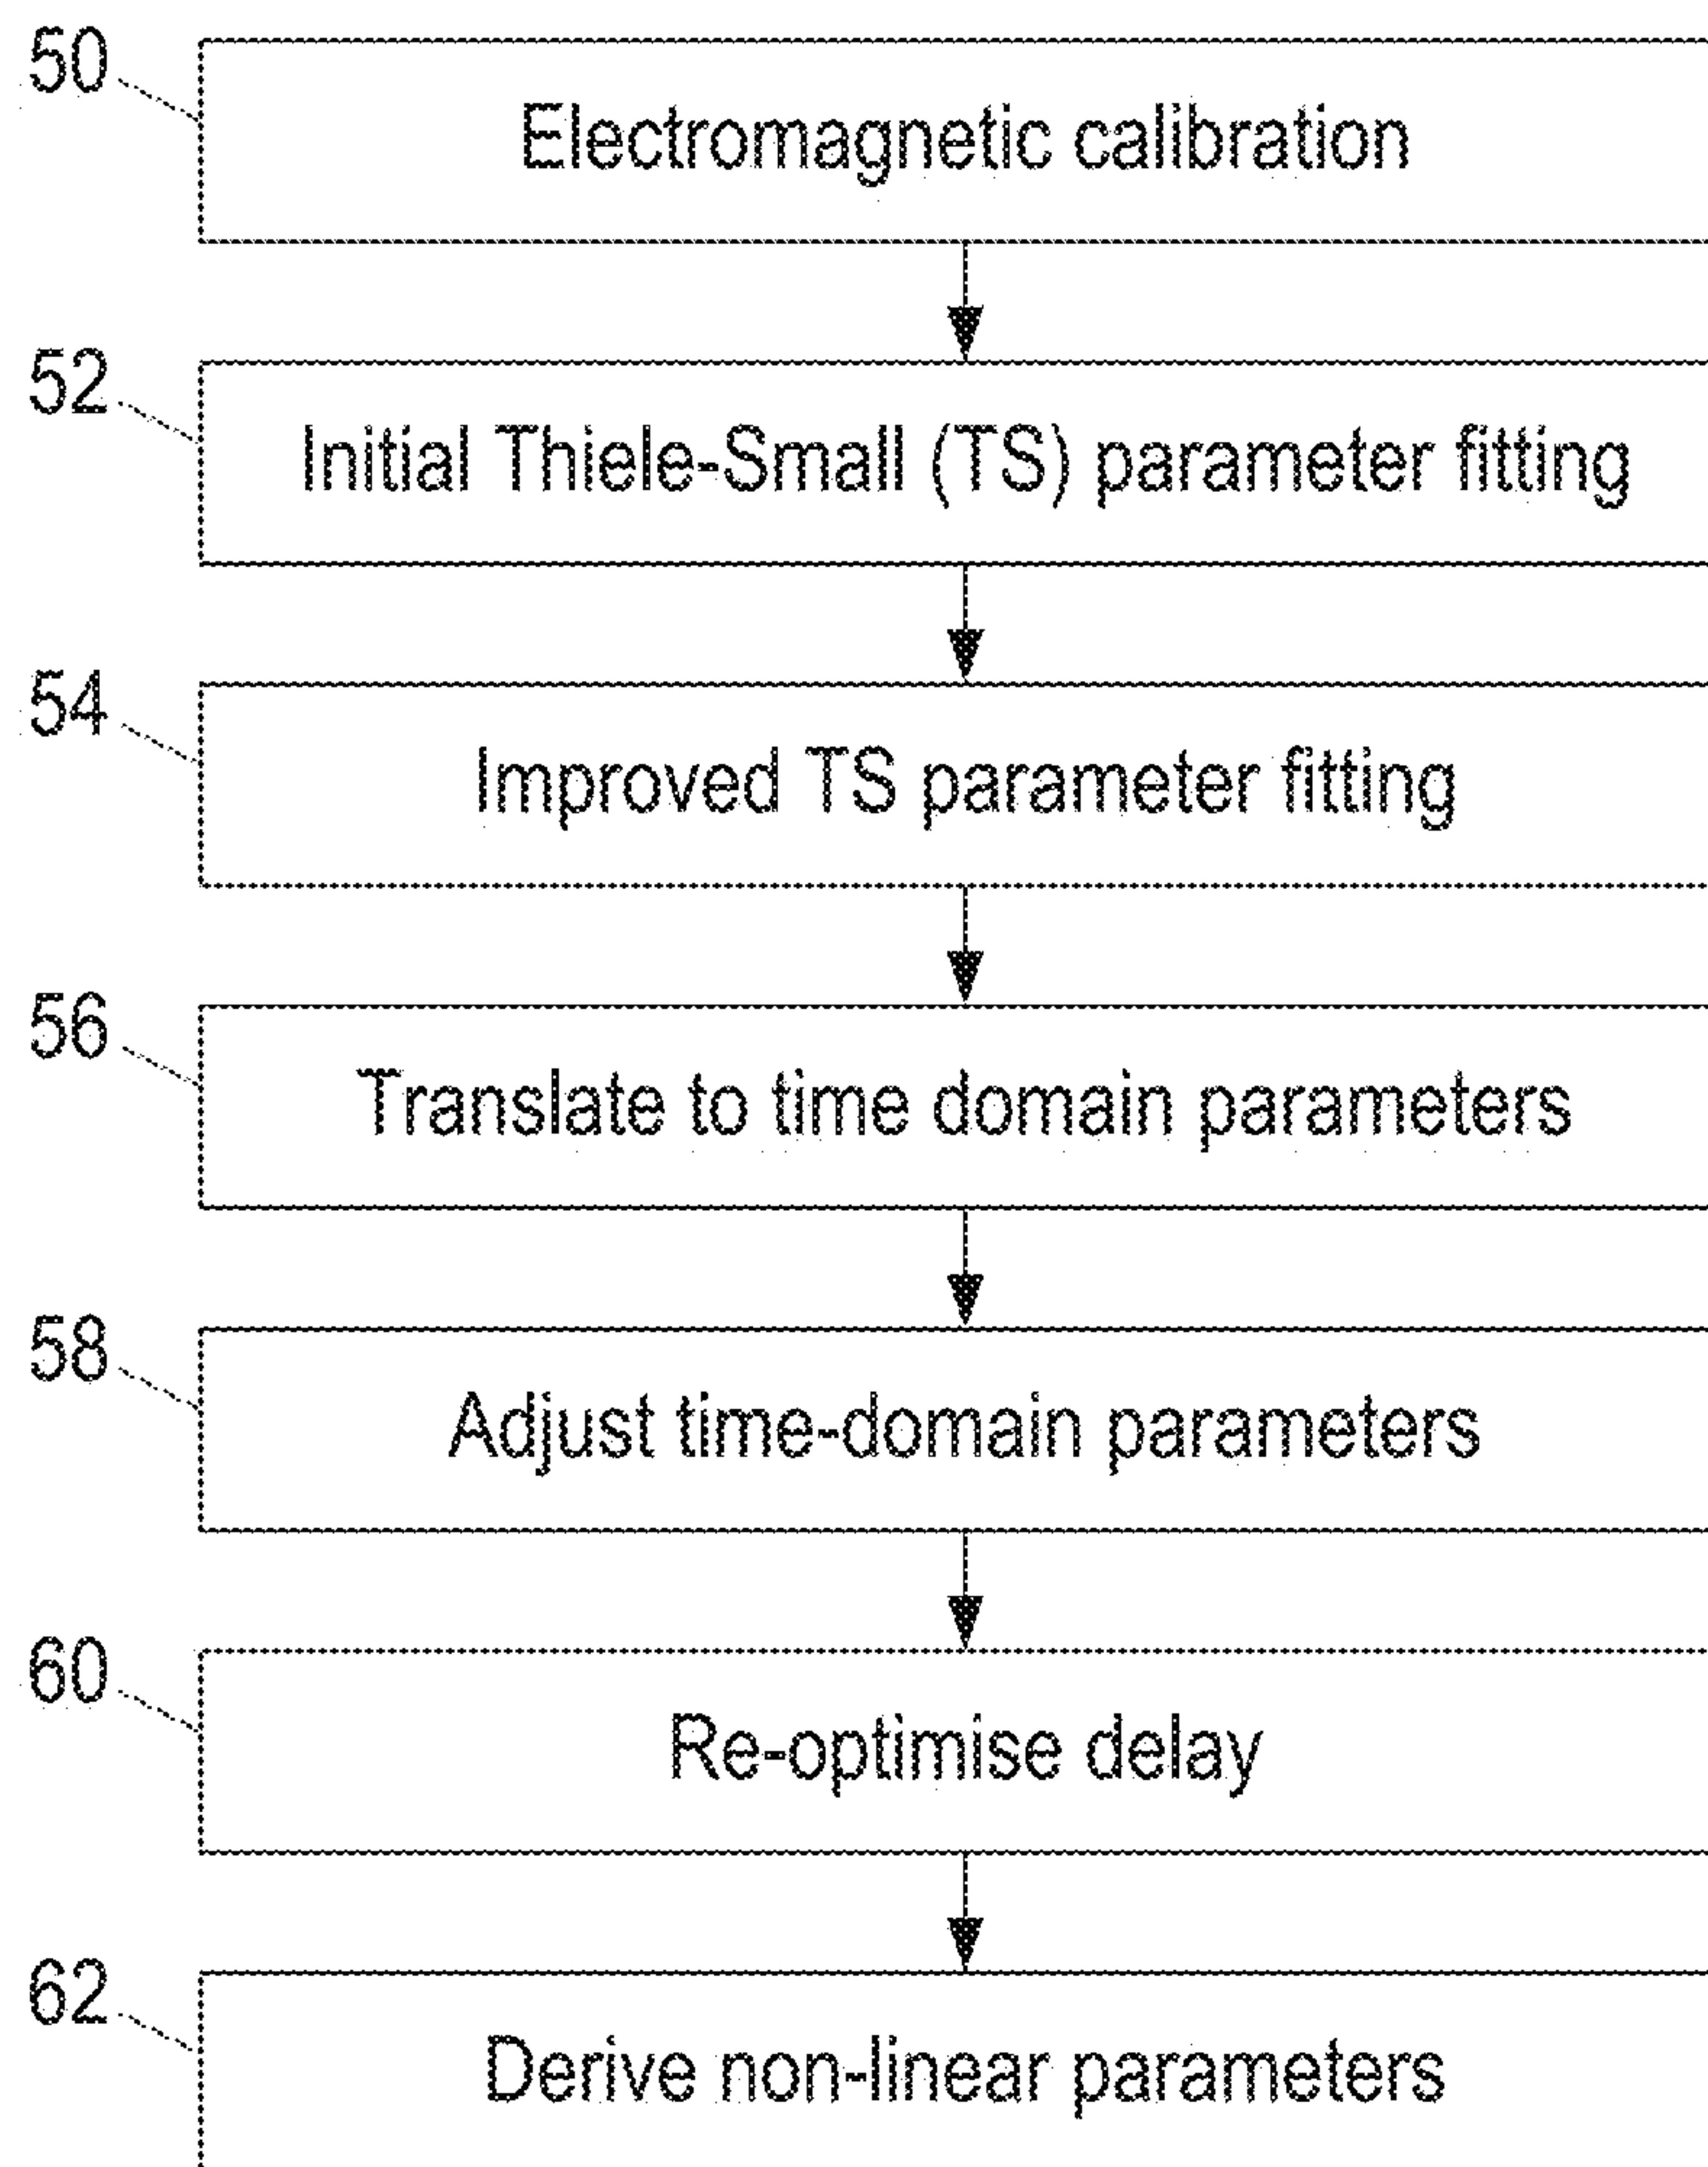 50
Electromagnetic calibration
52
Initial Thiele-Small (TS) parameter fitting
54
Improved TS parameter fitting
56
Translate to time domain parameters
58
Adjust time-domain parameters
60
Re-optimise delay
62
Derive non-linear parameters